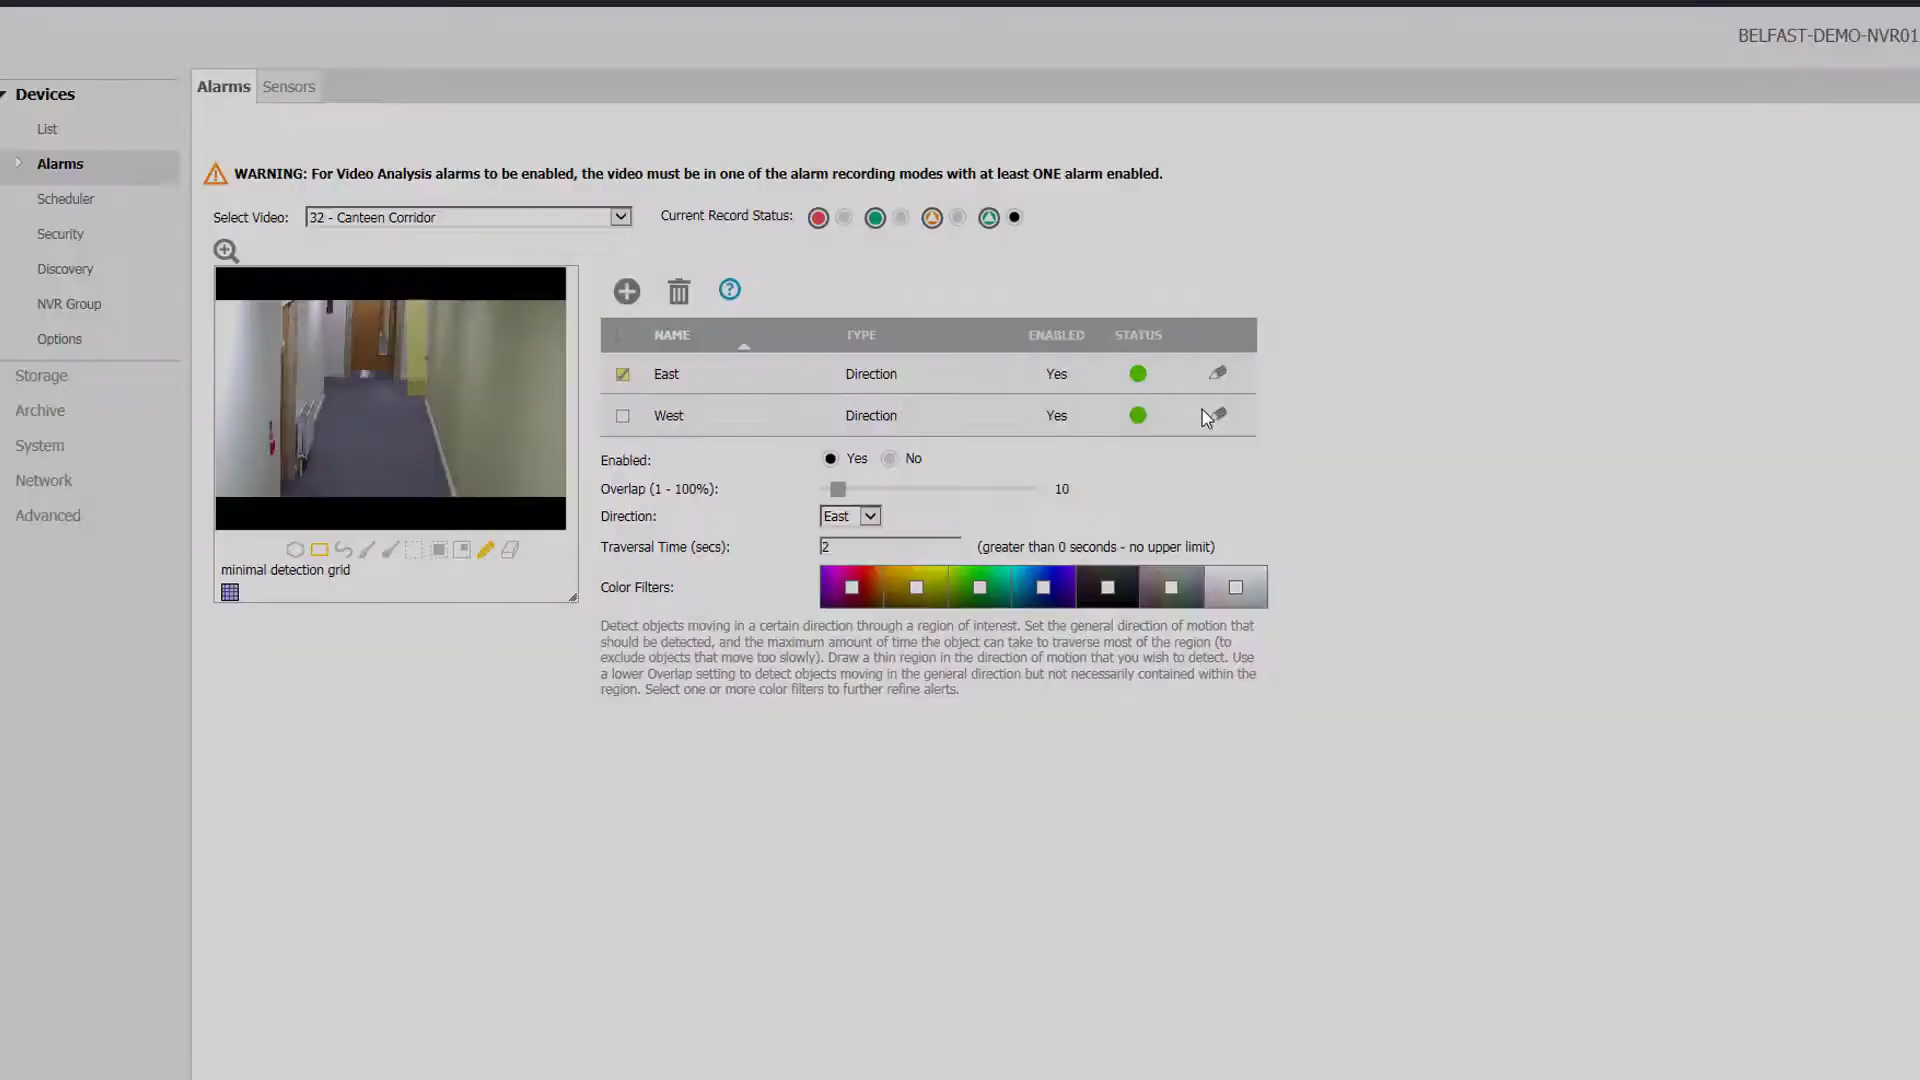 BELFAST-DEMO-NVR01
Devices
List
Alarms
Scheduler
Security
Discovery
NVR Group
Options
Storage
Archive
System
Network
Advanced
Alarms Sensors
WARNING: For Video Analysis alarms to be enabled, the video must be in one of the alarm recording modes with at least ONE alarm enabled.
Select Video: 32 - Canteen Corridor Current Record Status:
minimal detection grid
NAME TYPE ENABLED STATUS
East Direction Yes
West Direction Yes
Enabled: Yes No
Overlap (1 - 100%): 10
Direction: East
Traversal Time (secs): 2 (greater than 0 seconds - no upper limit)
Color Filters:
Detect objects moving in a certain direction through a region of interest. Set the general direction of motion that
should be detected, and the maximum amount of time the object can take to traverse most of the region (to
exclude objects that move too slowly). Draw a thin region in the direction of motion that you wish to detect. Use
a lower Overlap setting to detect objects moving in the general direction but not necessarily contained within the
region. Select one or more color filters to further refine alerts.